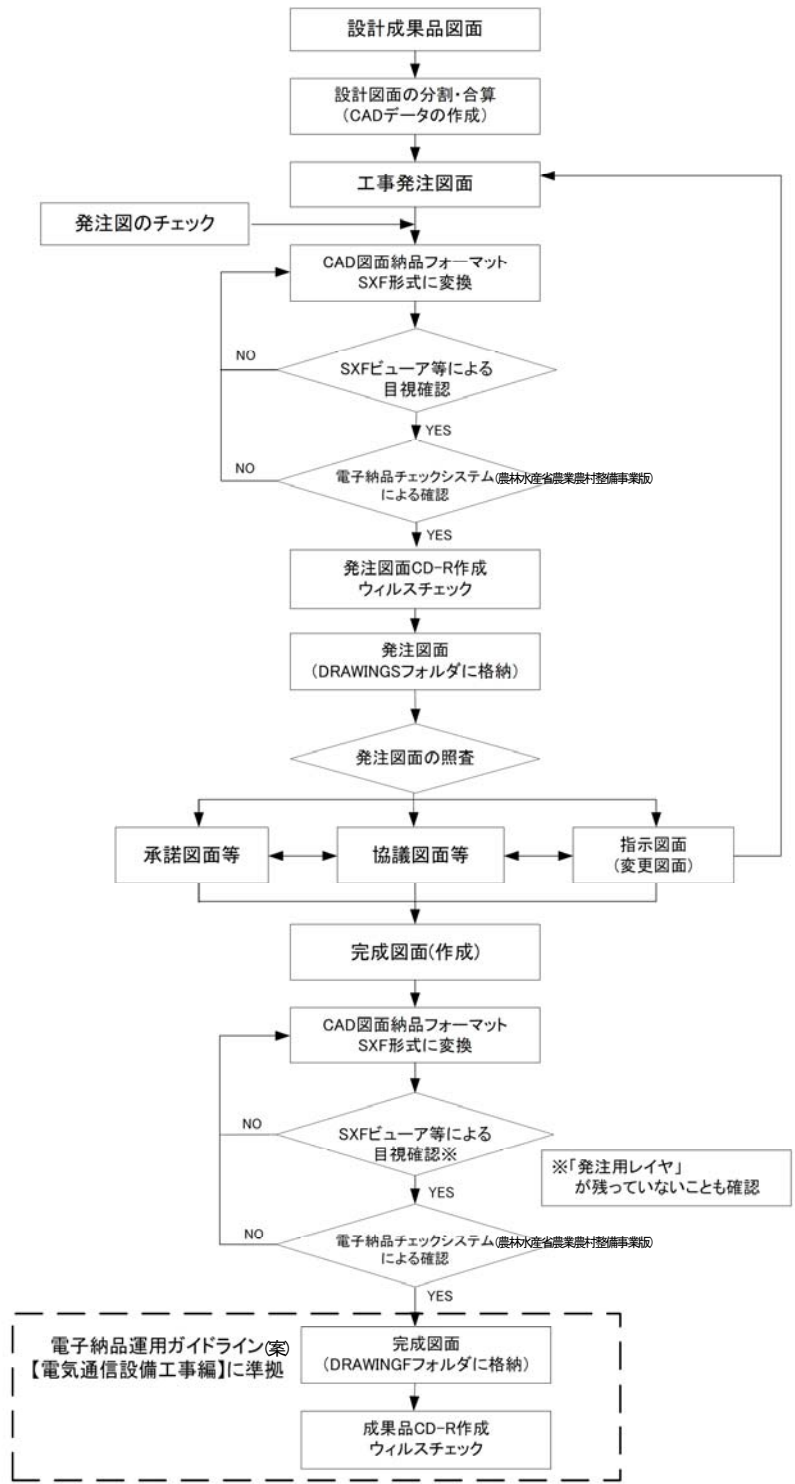 設計成果品図面
設計図面の分割・合算
(CADデータの作成)
工事発注図面
発注図のチェック
CAD図面納品フォーマット
SXF形式に変換
NO
SXFビューア等による
目視確認
YES
NO
電子納品チェックシステム(農林水産省農業農村整備事業版)
による確認
YES
発注図面CD-R作成
ウィルスチェック
発注図面
(DRAWINGSフォルダに格納)
発注図面の照査
承諾図面等
協議図面等
指示図面
(変更図面)
完成図面(作成)
CAD図面納品フォーマット
SXF形式に変換
NO
SXFビューア等による
目視確認※
※「発注用レイヤ」
が残っていないことも確認
YES
NO
電子納品チェックシステム(農林水産省農業農村整備事業版)
による確認
YES
電子納品運用ガイドライン(案)
【電気通信設備工事編】に準拠
完成図面
(DRAWINGFフォルダに格納)
成果品CD-R作成
ウィルスチェック